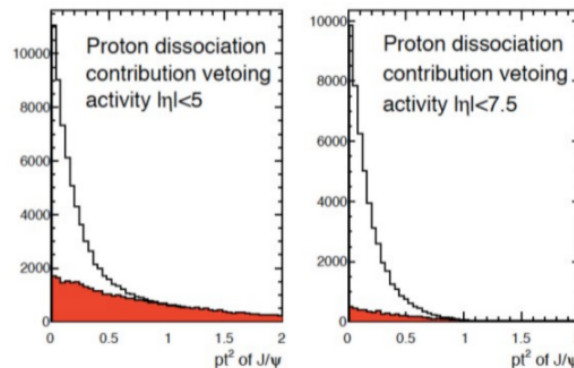 Proton dissociation
contribution vetoing
activity |η|<5
10000
8000
6000
4000
2000
0
0 0.5 1 1.5 2
pt² of J/ψ
Proton dissociation
contribution vetoing
activity |η|<7.5
10000
8000
6000
4000
2000
0
0 0.5 1 1.5
pt² of J/ψ